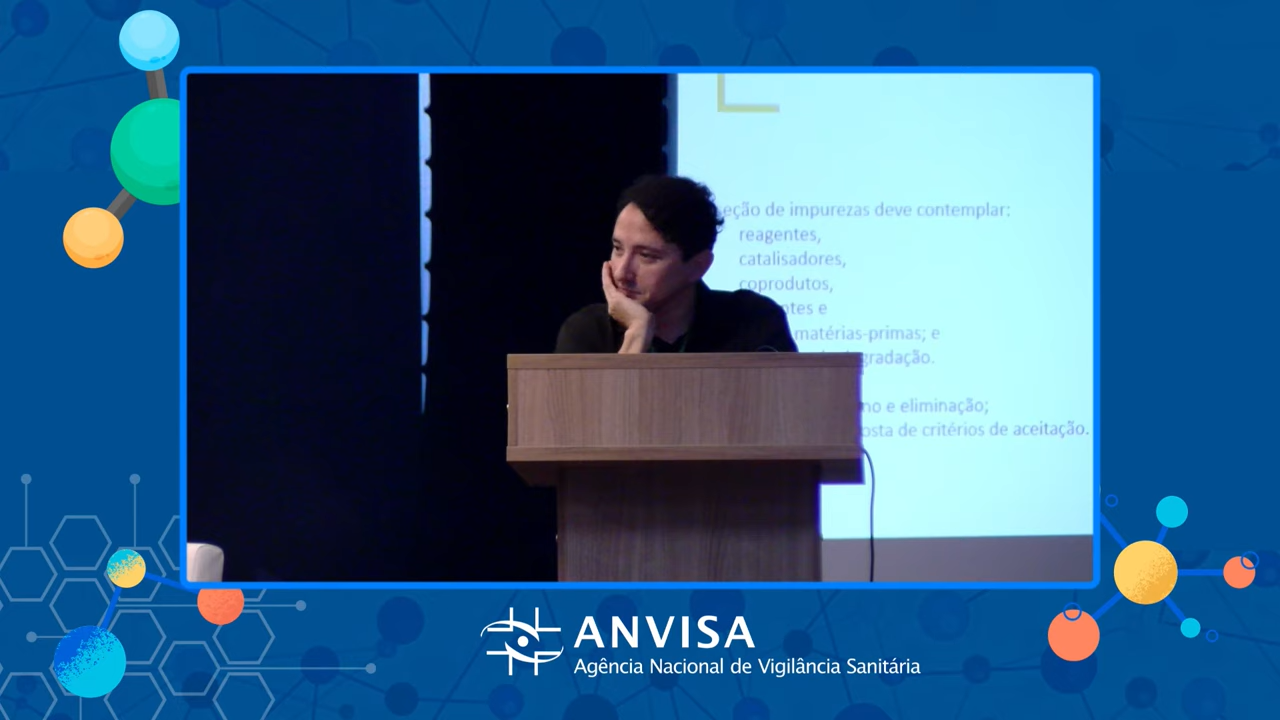 eção de impurezas deve contemplar:
reagentes,
catalisadores,
coprodutos,
ntes e
matérias-primas; e
gradação.
no e eliminação;
osta de critérios de aceitação.
ANVISA
Agência Nacional de Vigilância Sanitária